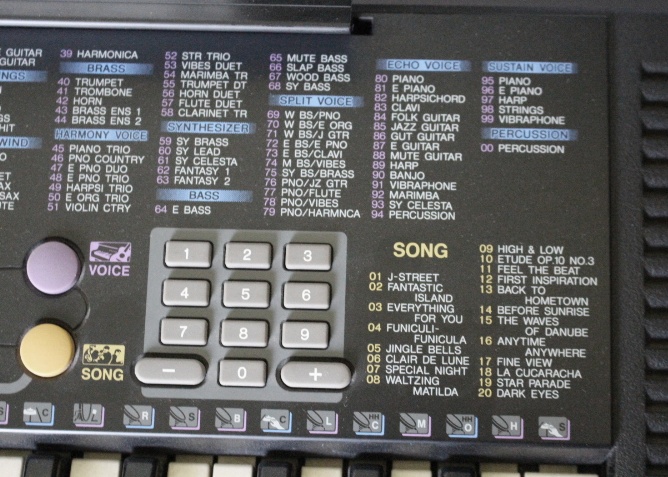 GUITAR
GUITAR
NGS
HIT
WIND
NO
SAX
SAX
UTE
39 HARMONICA
BRASS
40 TRUMPET
41 TROMBONE
42 HORN
43 BRASS ENS 1
44 BRASS ENS 2
HARMONY VOICE
45 PIANO TRIO
46 PNO COUNTRY
47 E PNO DUO
48 E PNO TRIO
49 HARPSI TRIO
50 E ORG TRIO
51 VIOLIN CTRY
52 STR TRIO
53 VIBES DUET
54 MARIMBA TR
55 TRUMPET DT
56 HORN DUET
57 FLUTE DUET
58 CLARINET TR
SYNTHESIZER
59 SY BRASS
60 SY LEAD
61 SY CELESTA
62 FANTASY 1
63 FANTASY 2
BASS
64 E BASS
65 MUTE BASS
66 SLAP BASS
67 WOOD BASS
68 SY BASS
SPLIT VOICE
69 W BS/PNO
70 W BS/E ORG
71 W BS/J GTR
72 E BS/E PNO
73 E BS/CLAVI
74 M BS/VIBES
75 SY BS/BRASS
76 PNO/JZ GTR
77 PNO/FLUTE
78 PNO/VIBES
79 PNO/HARMNCA
ECHO VOICE
80 PIANO
81 E PIANO
82 HARPSICHORD
83 CLAVI
84 FOLK GUITAR
85 JAZZ GUITAR
86 GUT GUITAR
87 E GUITAR
88 MUTE GUITAR
89 HARP
90 BANJO
91 VIBRAPHONE
92 MARIMBA
93 SY CELESTA
94 PERCUSSION
SUSTAIN VOICE
95 PIANO
96 E PIANO
97 HARP
98 STRINGS
99 VIBRAPHONE
PERCUSSION
00 PERCUSSION
VOICE
SONG
1 2 3
4 5 6
7 8 9
− 0 +
SONG
01 J-STREET
02 FANTASTIC
ISLAND
03 EVERYTHING
FOR YOU
04 FUNICULI-
FUNICULA
05 JINGLE BELLS
06 CLAIR DE LUNE
07 SPECIAL NIGHT
08 WALTZING
MATILDA
09 HIGH & LOW
10 ETUDE OP.10 NO.3
11 FEEL THE BEAT
12 FIRST INSPIRATION
13 BACK TO
HOMETOWN
14 BEFORE SUNRISE
15 THE WAVES
OF DANUBE
16 ANYTIME
ANYWHERE
17 FINE VIEW
18 LA CUCARACHA
19 STAR PARADE
20 DARK EYES
S C R S B C L HH C M HH O H S